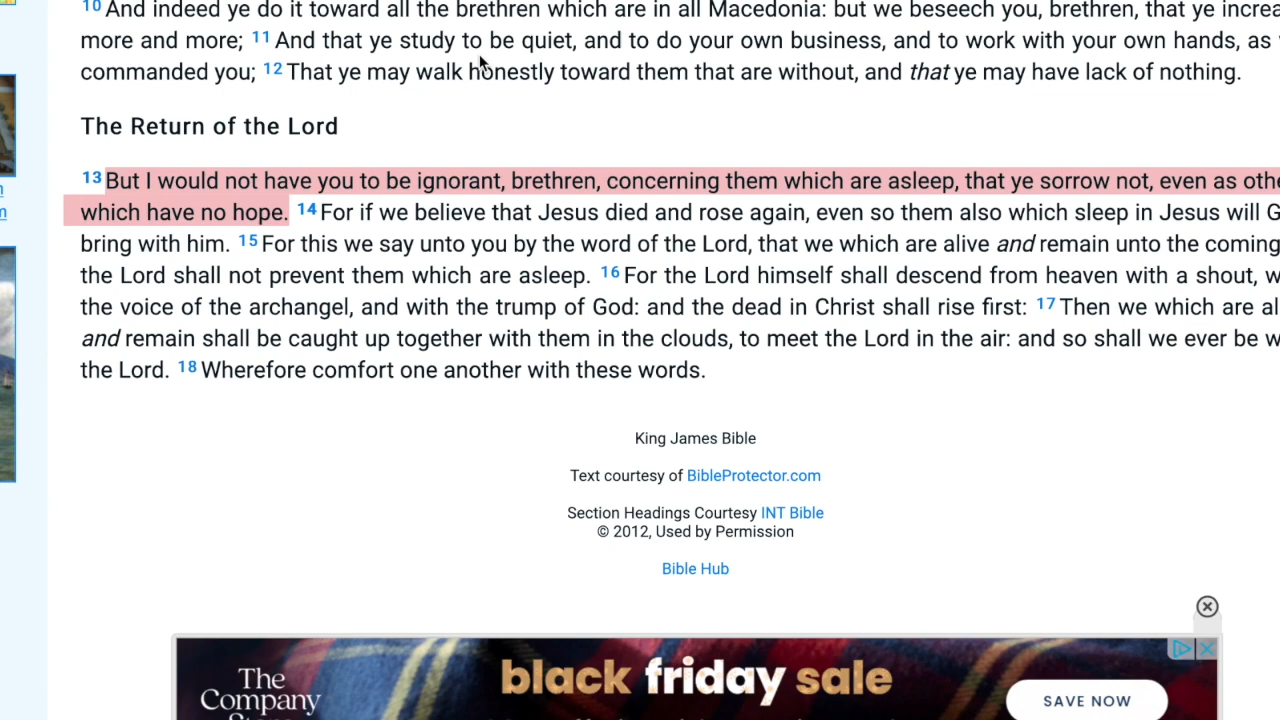 10 And indeed ye do it toward all the brethren which are in all Macedonia: but we beseech you, brethren, that ye
more and more; 11 And that ye study to be quiet, and to do your own business, and to work with your own hands, as
commanded you; 12 That ye may walk honestly toward them that are without, and that ye may have lack of nothing.
The Return of the Lord
13 But I would not have you to be ignorant, brethren, concerning them which are asleep, that ye sorrow not, even as
which have no hope. 14 For if we believe that Jesus died and rose again, even so them also which sleep in Jesus will
bring with him. 15 For this we say unto you by the word of the Lord, that we which are alive and remain unto the coming
the Lord shall not prevent them which are asleep. 16 For the Lord himself shall descend from heaven with a shout,
the voice of the archangel, and with the trump of God: and the dead in Christ shall rise first: 17 Then we which are
and remain shall be caught up together with them in the clouds, to meet the Lord in the air: and so shall we ever be
the Lord. 18 Wherefore comfort one another with these words.
King James Bible
Text courtesy of BibleProtector.com
Section Headings Courtesy INT Bible
© 2012, Used by Permission
Bible Hub
The
Company
black friday sale
SAVE NOW